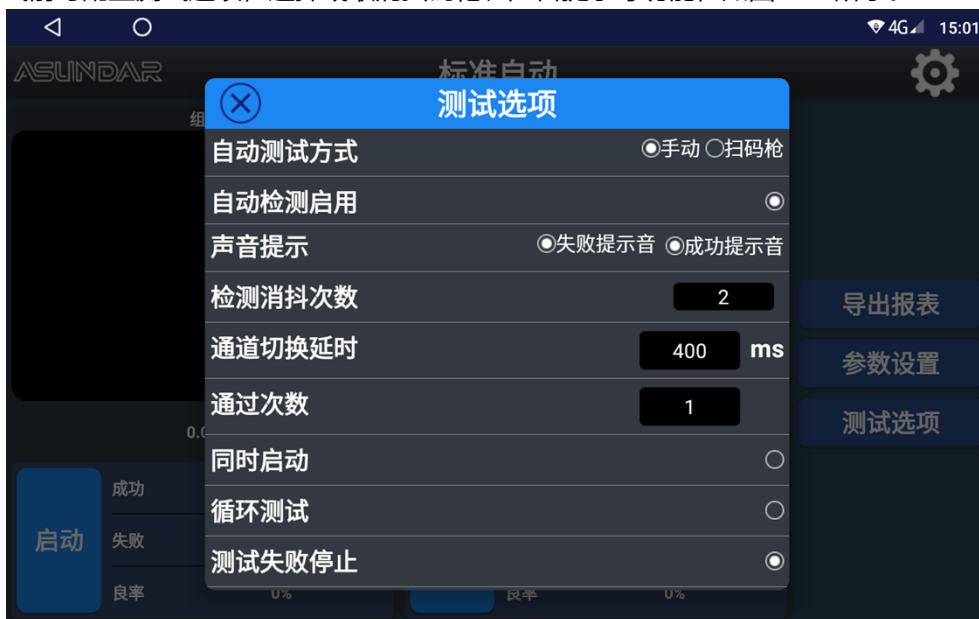 4G 15:01
ASUNDAR 标准自动
组
测试选项
自动测试方式 手动 扫码枪
自动检测启用
声音提示 失败提示音 成功提示音
检测消抖次数 2
导出报表
通道切换延时 400 ms
参数设置
通过次数 1
测试选项
0.0
同时启动
成功
循环测试
启动 失败
测试失败停止
良率 0% 良率 0%